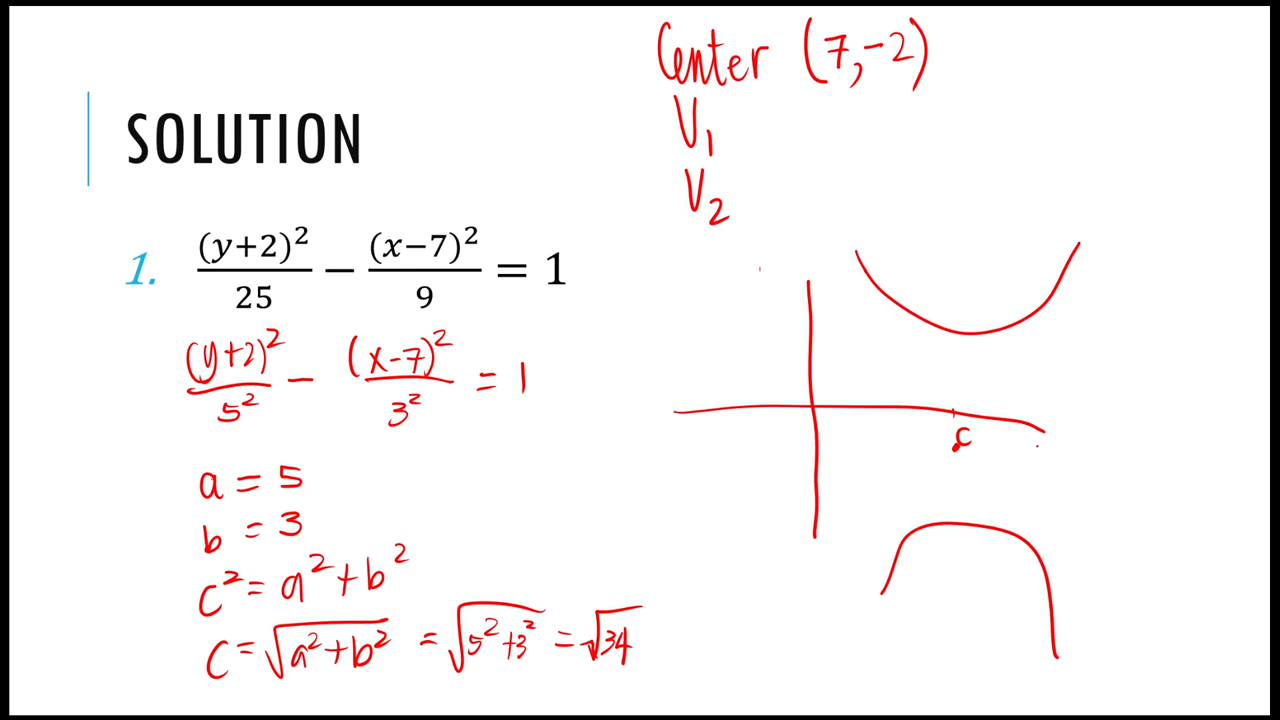 Center (7,-2)
V₁
V₂
SOLUTION
1. (y+2)²/25 − (x−7)²/9 = 1
(y+2)²/5² − (x-7)²/3² = 1
a = 5
b = 3
c² = a² + b²
C = √(a²+b²) = √(5²+3²) = √34
C